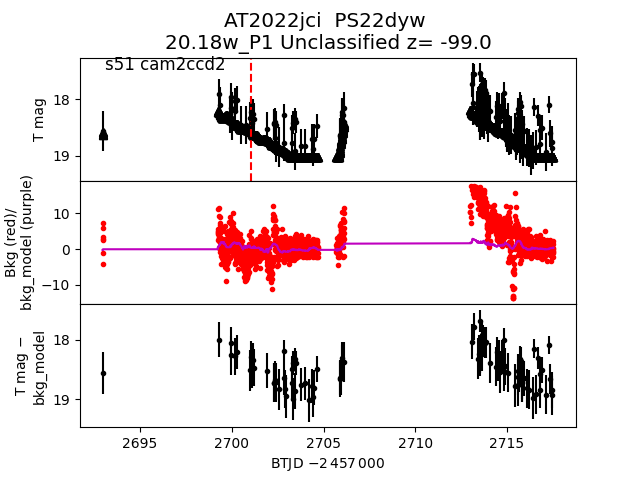 AT2022jci  PS22dyw
20.18w_P1 Unclassified z= -99.0
s51 cam2ccd2
T mag
18
19
Bkg (red)/
bkg_model (purple)
10
0
−10
T mag −
bkg_model
18
19
2695
2700
2705
2710
2715
BTJD −2 457 000